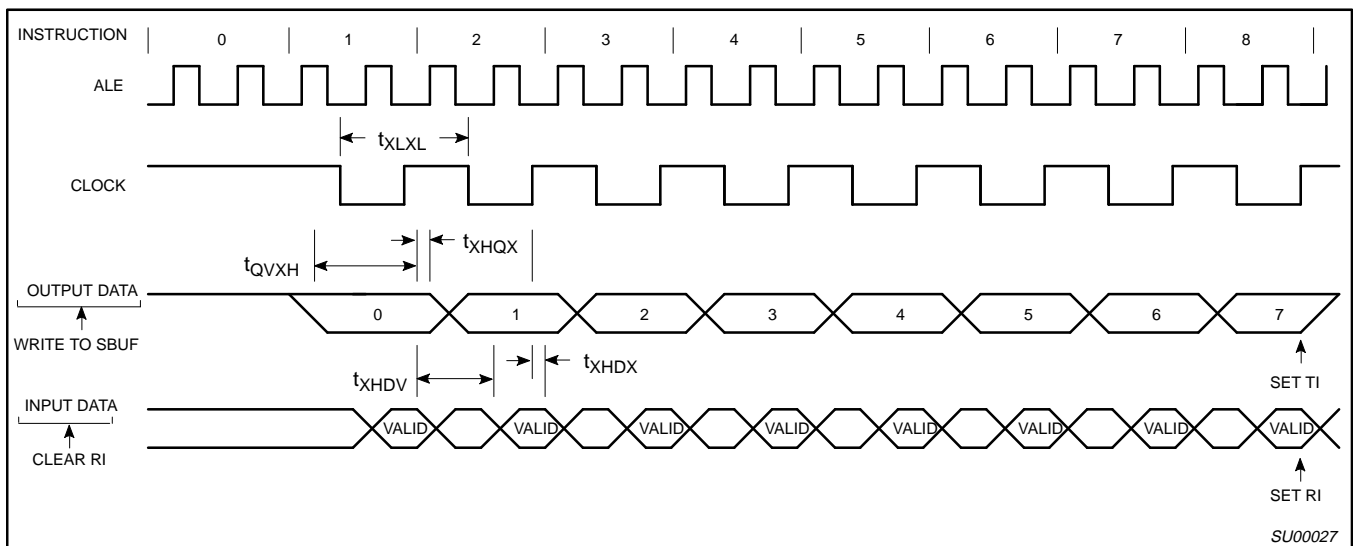 INSTRUCTION 0 1 2 3 4 5 6 7 8
ALE
tXLXL
CLOCK
tXHQX
tQVXH
OUTPUT DATA
0 1 2 3 4 5 6 7
WRITE TO SBUF
tXHDX
tXHDV
SET TI
INPUT DATA
VALID VALID VALID VALID VALID VALID VALID VALID
CLEAR RI
SET RI
SU00027